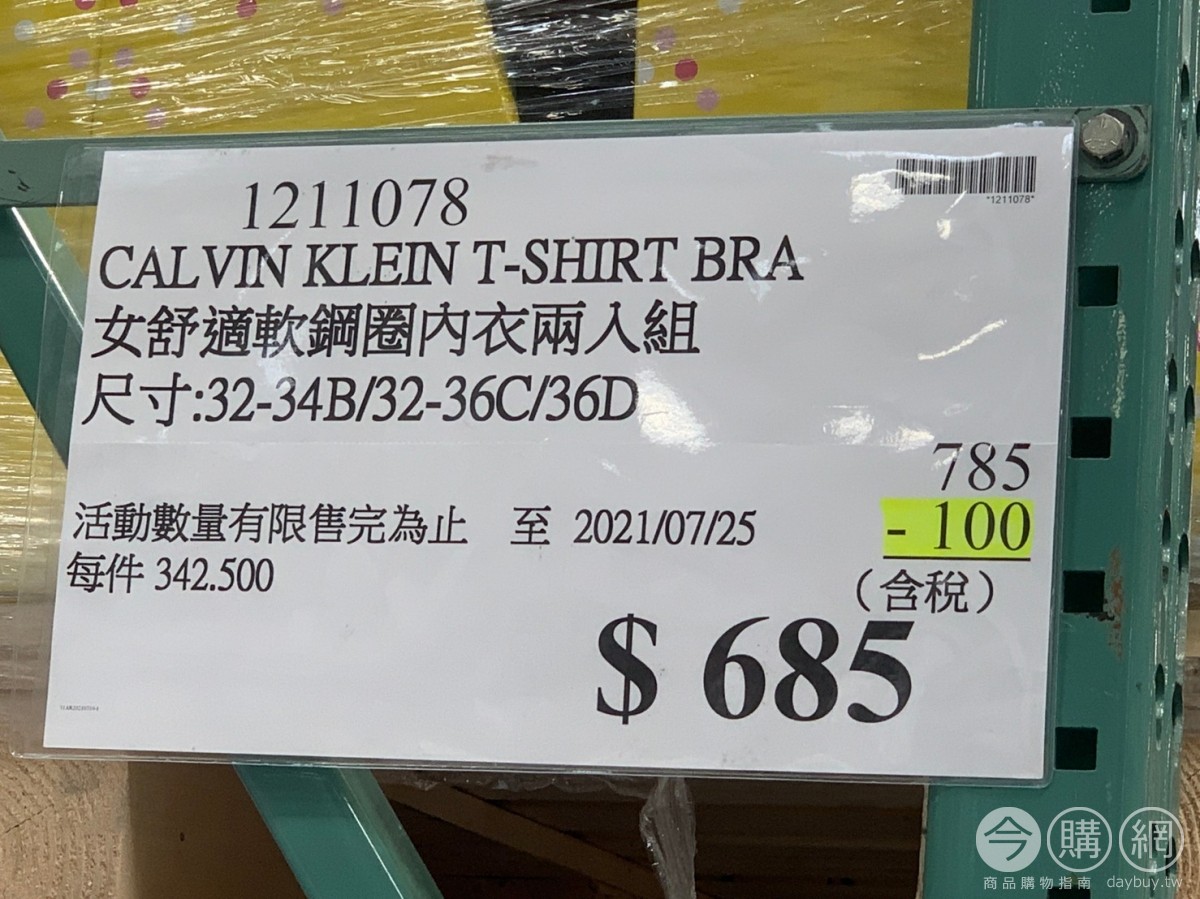 *1211078*
1211078
CALVIN KLEIN T-SHIRT BRA
女舒適軟鋼圈內衣兩入組
尺寸:32-34B/32-36C/36D
785
活動數量有限售完為止 至 2021/07/25
- 100
每件 342.500
(含稅)
$ 685
今購網
商品購物指南 daybuy.tw